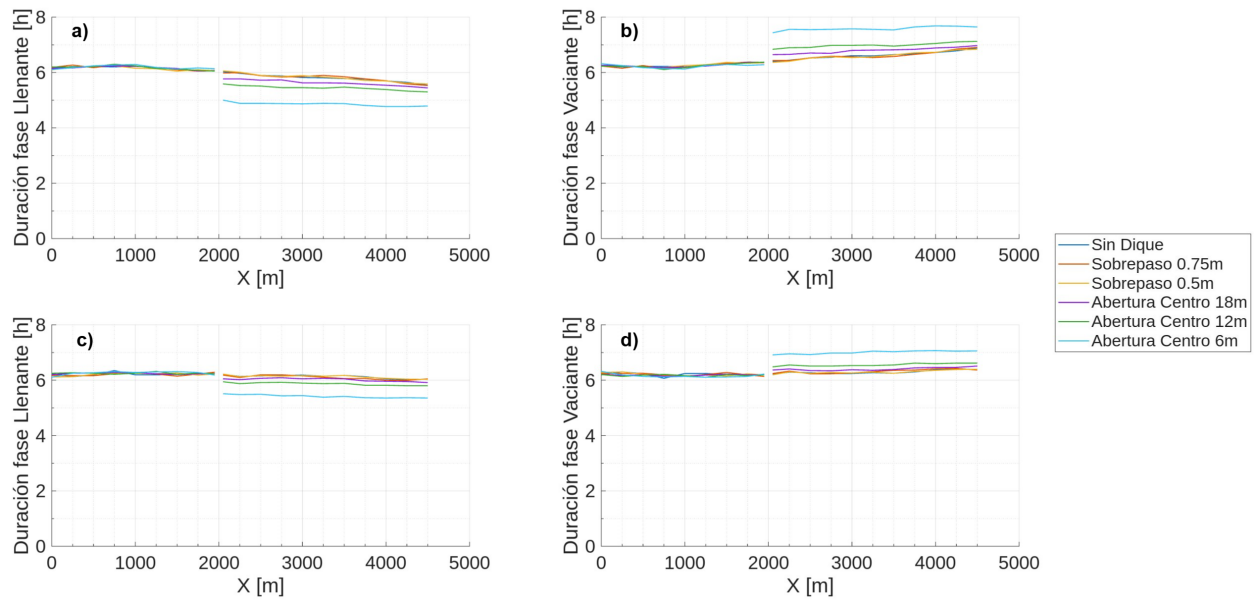 a)
Duración fase Llenante [h]
8
6
4
2
0
0 1000 2000 3000 4000 5000
X [m]
b)
Duración fase Vaciante [h]
8
6
4
2
0
0 1000 2000 3000 4000 5000
X [m]
Sin Dique
Sobrepaso 0.75m
Sobrepaso 0.5m
Abertura Centro 18m
Abertura Centro 12m
Abertura Centro 6m
c)
Duración fase Llenante [h]
8
6
4
2
0
0 1000 2000 3000 4000 5000
X [m]
d)
Duración fase Vaciante [h]
8
6
4
2
0
0 1000 2000 3000 4000 5000
X [m]